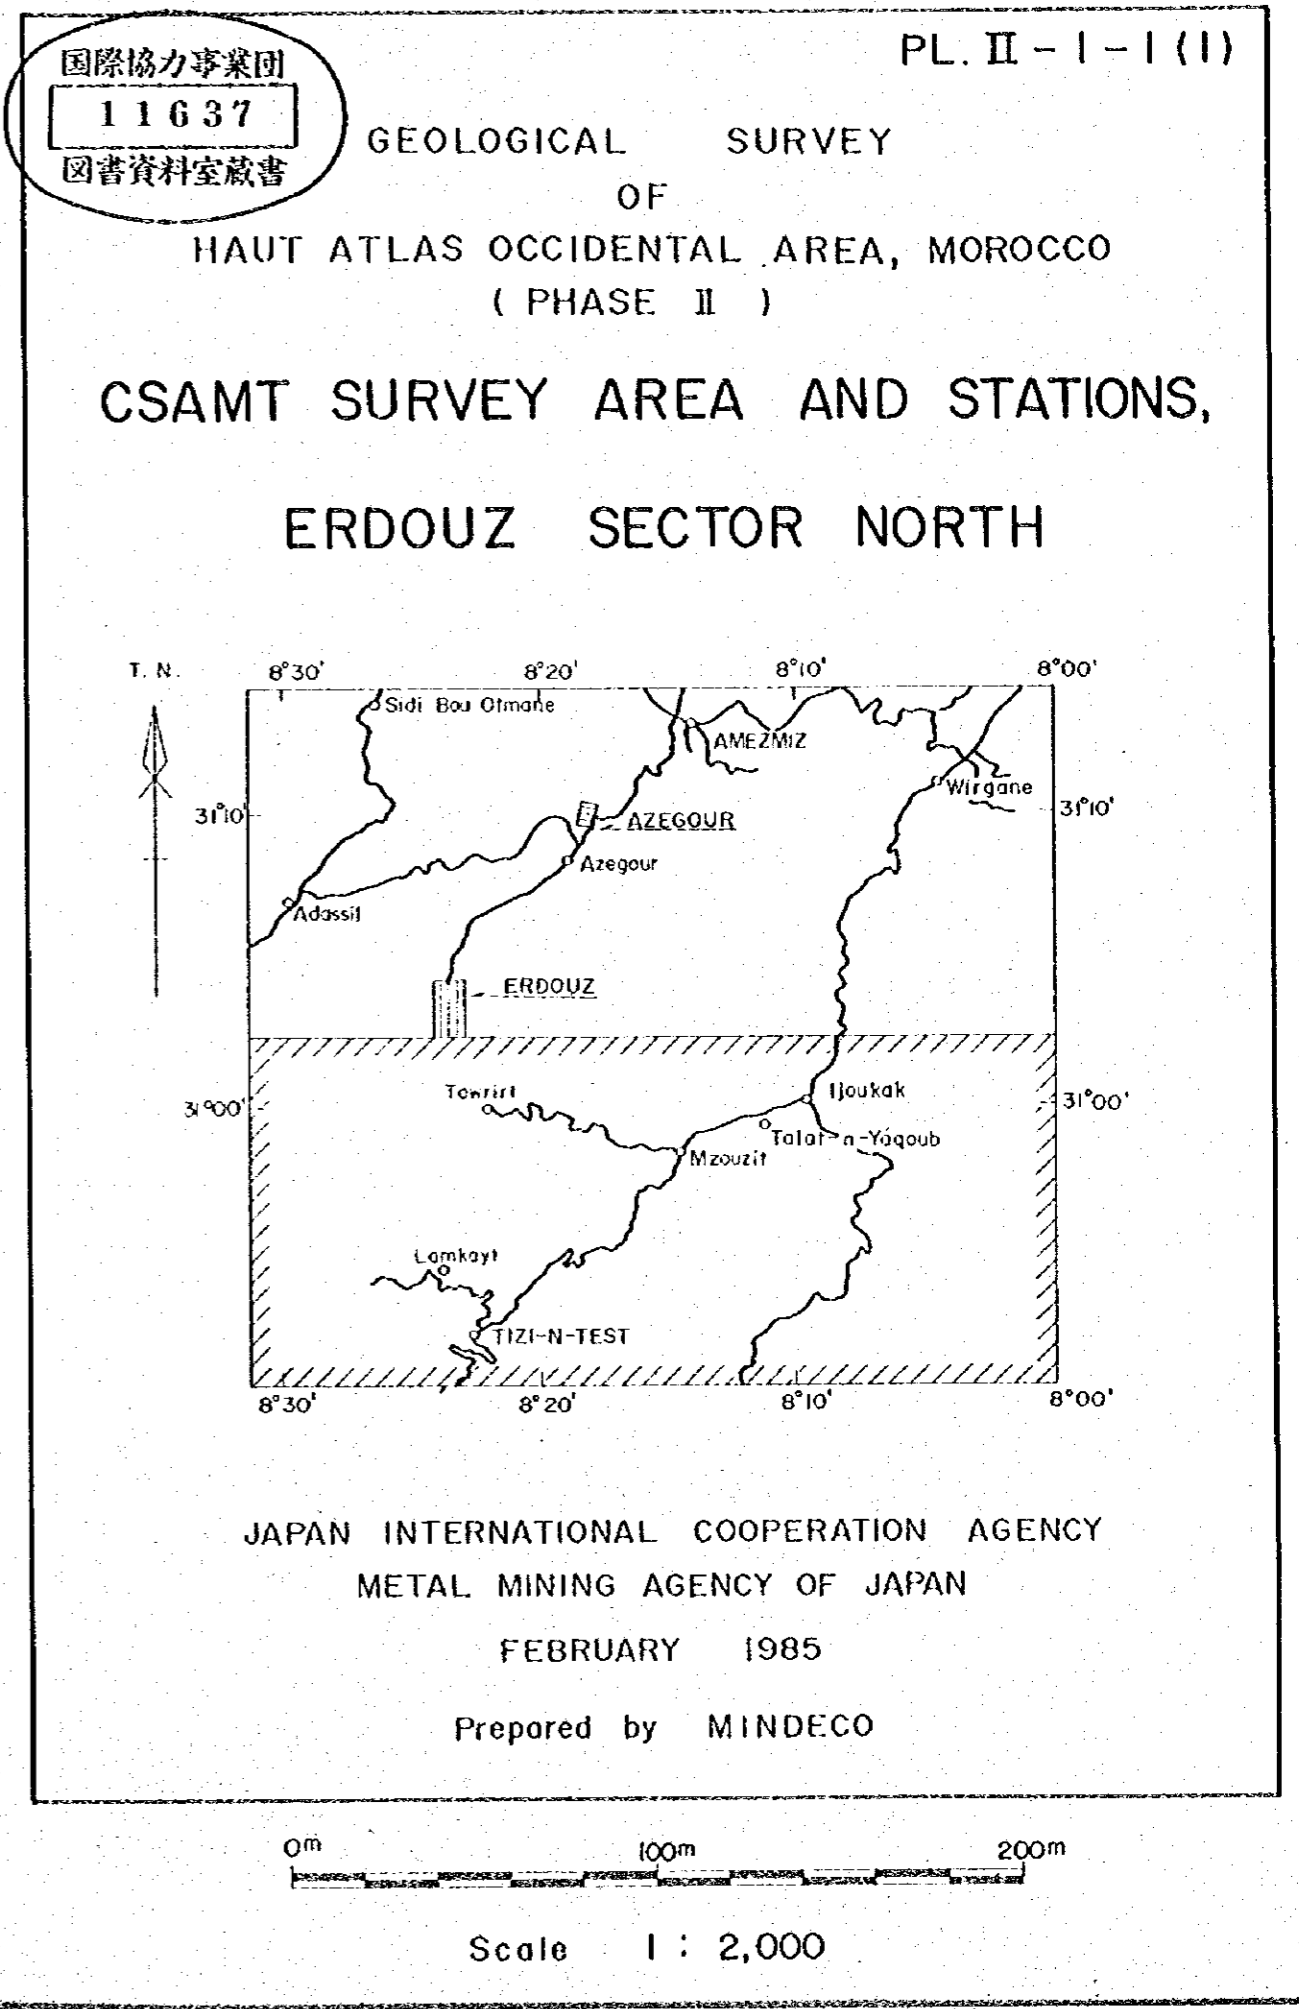 PL. II-1-1(1)
国際協力事業団
11637
図書資料室蔵書
GEOLOGICAL SURVEY
OF
HAUT ATLAS OCCIDENTAL AREA, MOROCCO
( PHASE II )
CSAMT SURVEY AREA AND STATIONS,
ERDOUZ SECTOR NORTH
T. N.
8°30' 8°20' 8°10' 8°00'
Sidi Bou Otmane
AMEZMIZ
Wirgane
31°10' 31°10'
AZEGOUR
Azegour
Adassil
ERDOUZ
Towrirt
Ijoukak
31°00' 31°00'
Talat-n-Yaqoub
Mzouzit
Lamkayt
TIZI-N-TEST
8°30' 8°20' 8°10' 8°00'
JAPAN INTERNATIONAL COOPERATION AGENCY
METAL MINING AGENCY OF JAPAN
FEBRUARY 1985
Prepared by MINDECO
0m 100m 200m
Scale 1 : 2,000